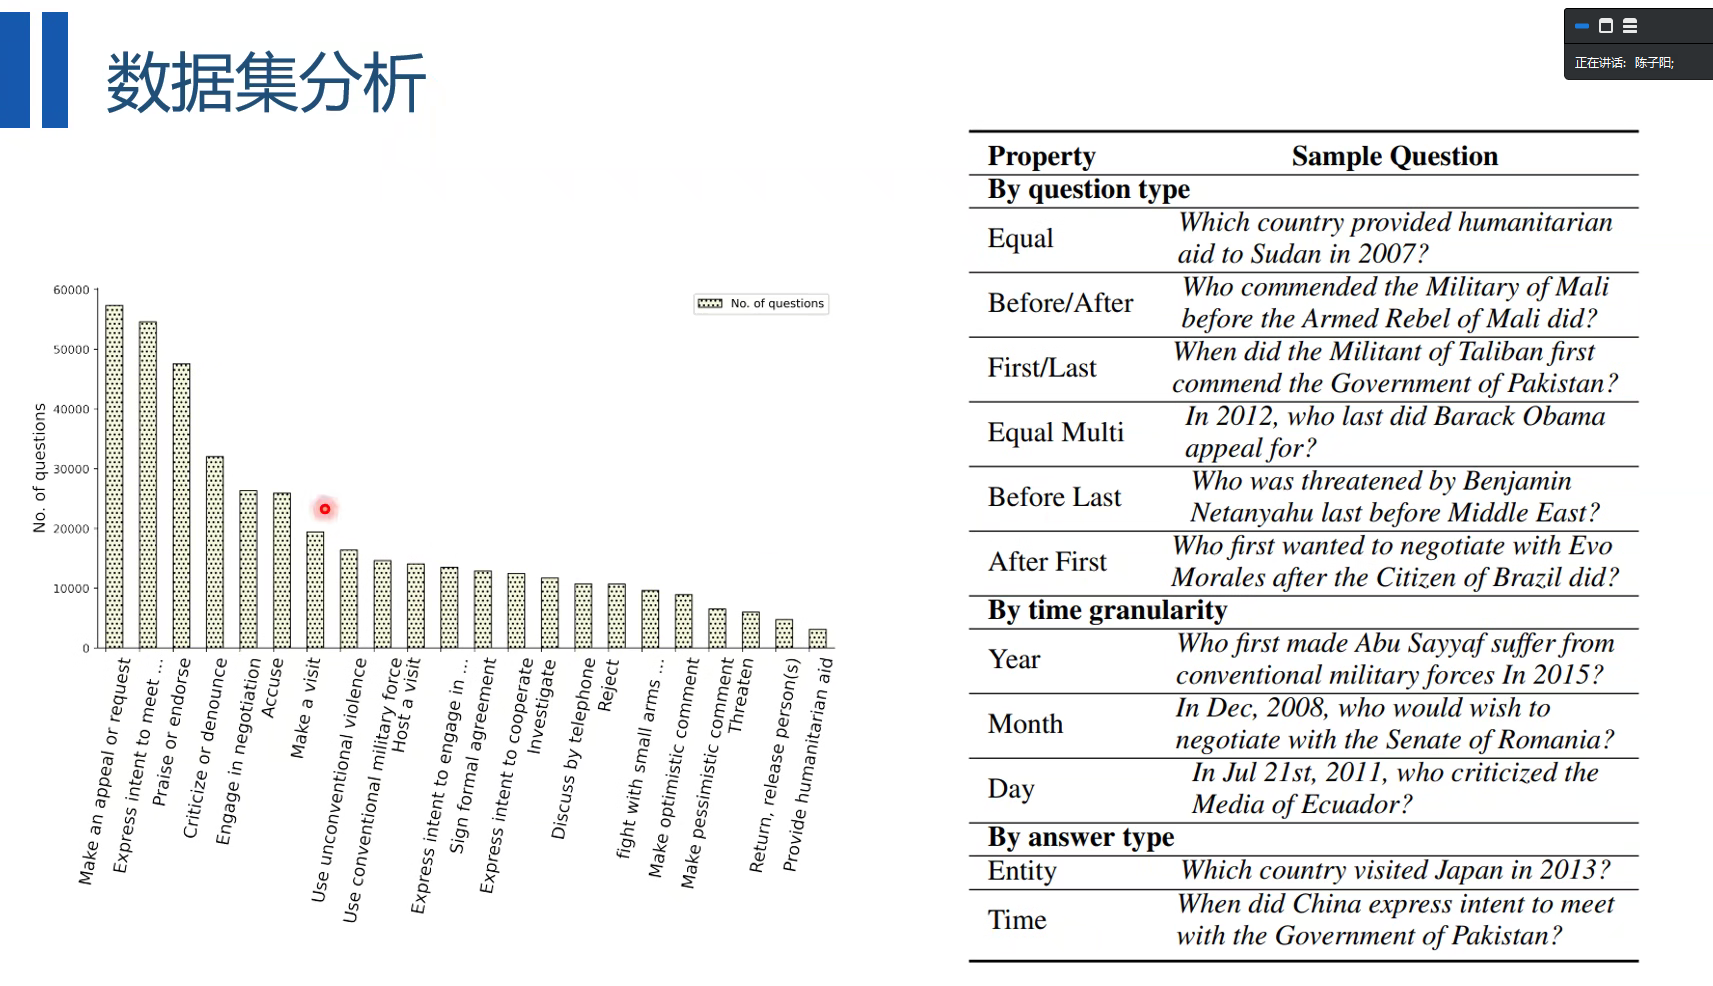 数据集分析
正在讲话: 陈子阳;
No. of questions
60000
50000
40000
30000
20000
10000
0
No. of questions
Make an appeal or request
Express intent to meet ...
Praise or endorse
Criticize or denounce
Engage in negotiation
Accuse
Make a visit
Use unconventional violence
Use conventional military force
Host a visit
Express intent to engage in ...
Sign formal agreement
Express intent to cooperate
Investigate
Discuss by telephone
Reject
fight with small arms ...
Make optimistic comment
Make pessimistic comment
Threaten
Return, release person(s)
Provide humanitarian aid
Property Sample Question
By question type
Equal Which country provided humanitarian
aid to Sudan in 2007?
Before/After Who commended the Military of Mali
before the Armed Rebel of Mali did?
First/Last When did the Militant of Taliban first
commend the Government of Pakistan?
Equal Multi In 2012, who last did Barack Obama
appeal for?
Before Last Who was threatened by Benjamin
Netanyahu last before Middle East?
After First Who first wanted to negotiate with Evo
Morales after the Citizen of Brazil did?
By time granularity
Year Who first made Abu Sayyaf suffer from
conventional military forces In 2015?
Month In Dec, 2008, who would wish to
negotiate with the Senate of Romania?
Day In Jul 21st, 2011, who criticized the
Media of Ecuador?
By answer type
Entity Which country visited Japan in 2013?
Time When did China express intent to meet
with the Government of Pakistan?